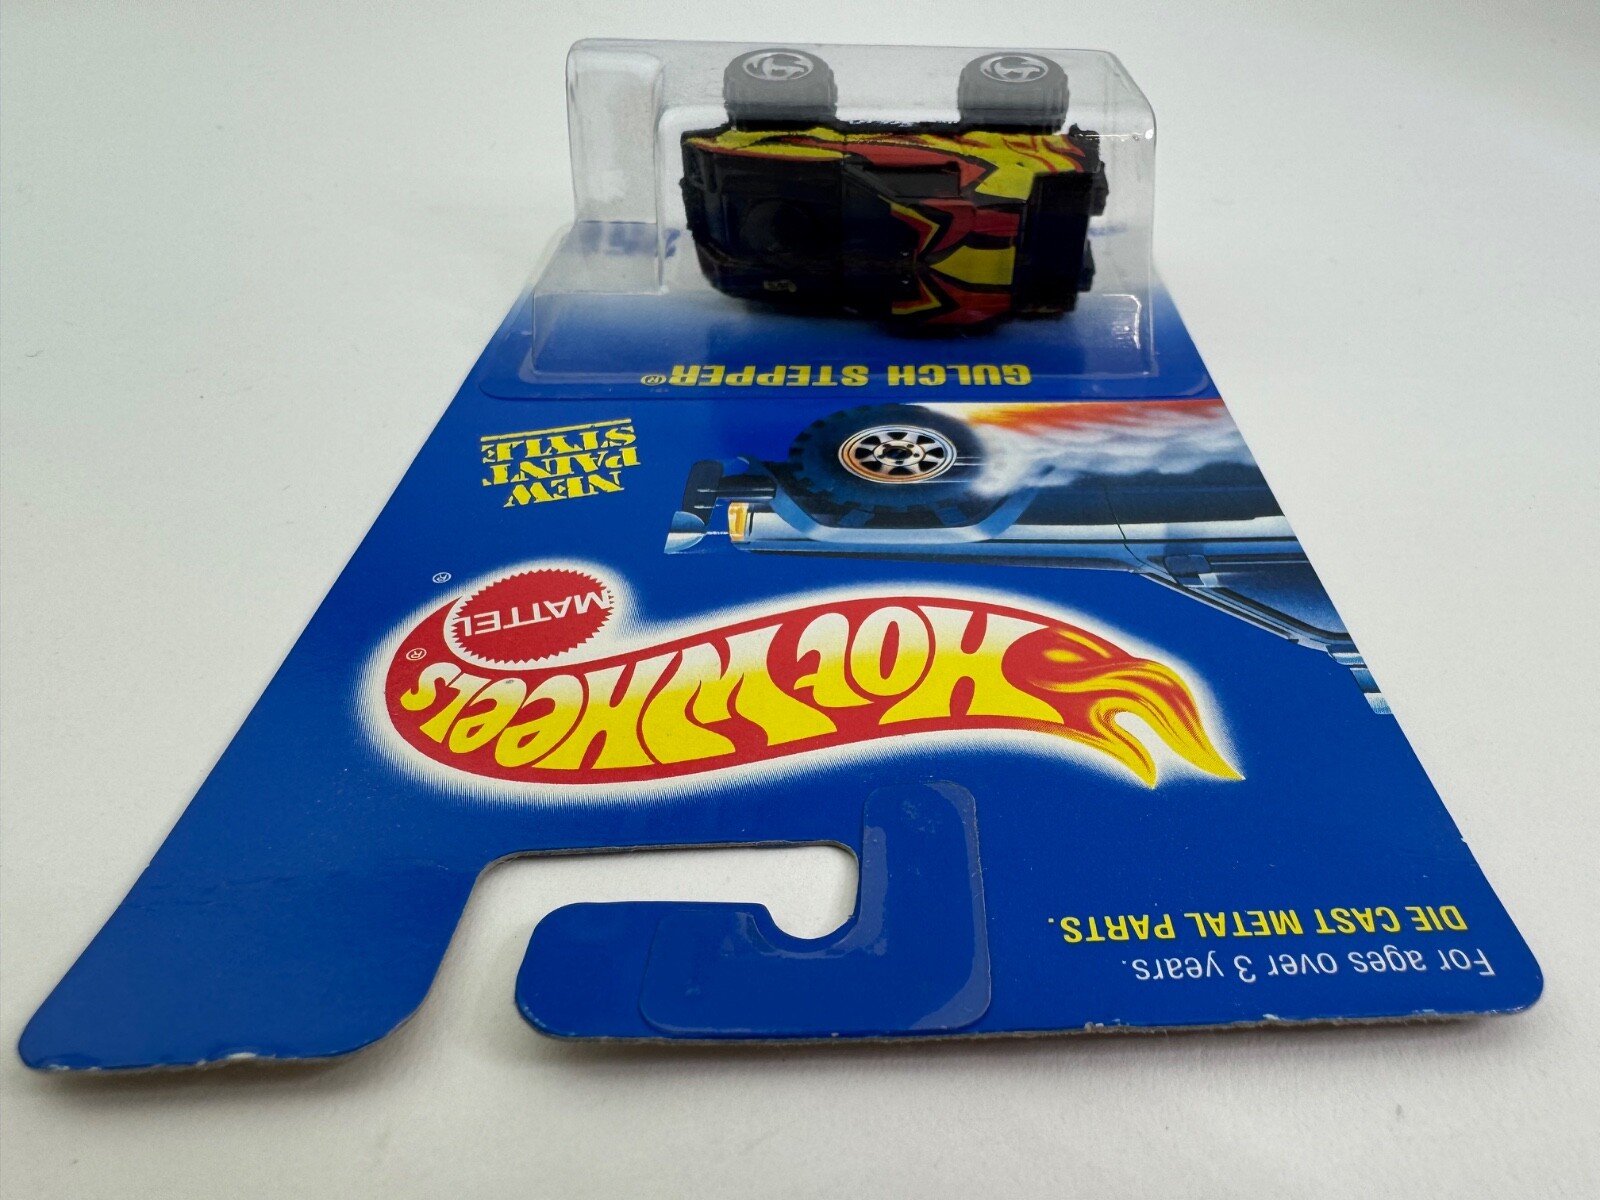 For ages over 3 years.
DIE CAST METAL PARTS.
HOT WHEELS®
MATTEL®
NEW
PAINT
STYLE
GULCH STEPPER®